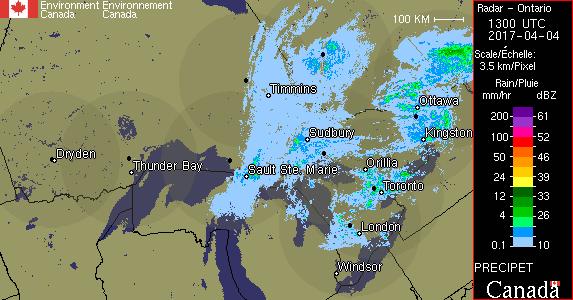 Environment Environnement
Canada Canada
100 KM
Radar - Ontario
1300 UTC
2017-04-04
Scale/Échelle:
3.5 km/Pixel
Rain/Pluie
mm/hr dBZ
200 61
100 52
50 46
24 39
12 33
4 26
0.1 10
PRECIPET
Canada
Timmins
Ottawa
Sudbury
Kingston
Dryden
Thunder Bay
Sault Ste. Marie
Orillia
Toronto
London
Windsor